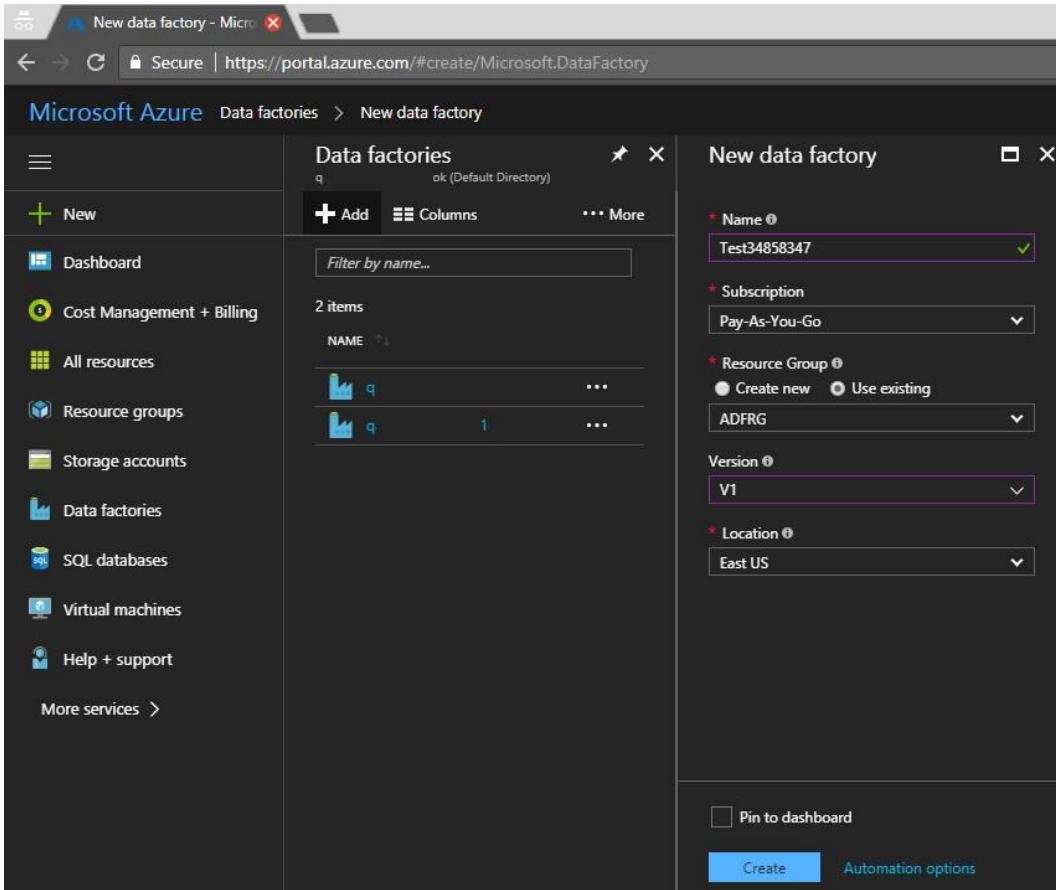 New data factory - Micro
Secure | https://portal.azure.com/#create/Microsoft.DataFactory
Microsoft Azure Data factories > New data factory
New
Dashboard
Cost Management + Billing
All resources
Resource groups
Storage accounts
Data factories
SQL databases
Virtual machines
Help + support
More services >
Data factories
q ok (Default Directory)
Add Columns ••• More
Filter by name...
2 items
NAME
q •••
q 1 •••
New data factory
* Name
Test34858347
* Subscription
Pay-As-You-Go
* Resource Group
Create new Use existing
ADFRG
Version
V1
* Location
East US
Pin to dashboard
Create Automation options